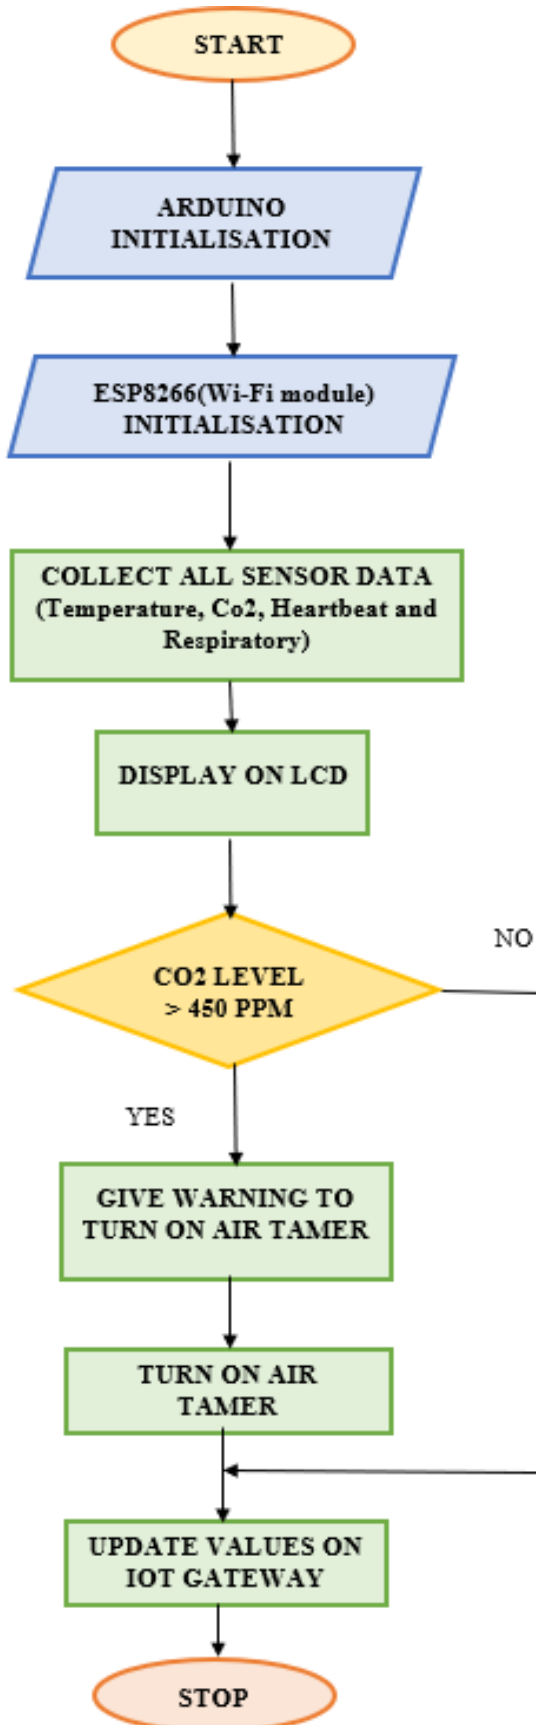 START
ARDUINO
INITIALISATION
ESP8266(Wi-Fi module)
INITIALISATION
COLLECT ALL SENSOR DATA
(Temperature, Co2, Heartbeat and
Respiratory)
DISPLAY ON LCD
NO
CO2 LEVEL
> 450 PPM
YES
GIVE WARNING TO
TURN ON AIR TAMER
TURN ON AIR
TAMER
UPDATE VALUES ON
IOT GATEWAY
STOP